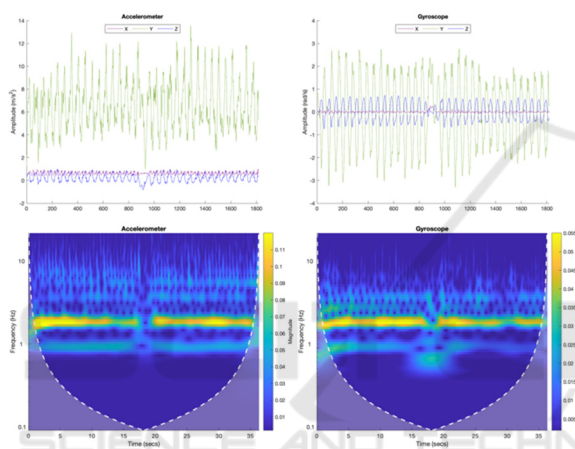 Accelerometer
X Y Z
Amplitude (m/s²)
14
12
10
8
6
4
2
0
-2
0 200 400 600 800 1000 1200 1400 1600 1800
Gyroscope
X Y Z
Amplitude (rad/s)
4
3
2
1
0
-1
-2
-3
-4
0 200 400 600 800 1000 1200 1400 1600 1800
Accelerometer
Frequency (Hz)
10
1
0.1
0 5 10 15 20 25 30 35
Time (secs)
Magnitude
0.11
0.1
0.09
0.08
0.07
0.06
0.05
0.04
0.03
0.02
0.01
Gyroscope
Frequency (Hz)
10
1
0.1
0 5 10 15 20 25 30 35
Time (secs)
SCIENCE AND TECHN